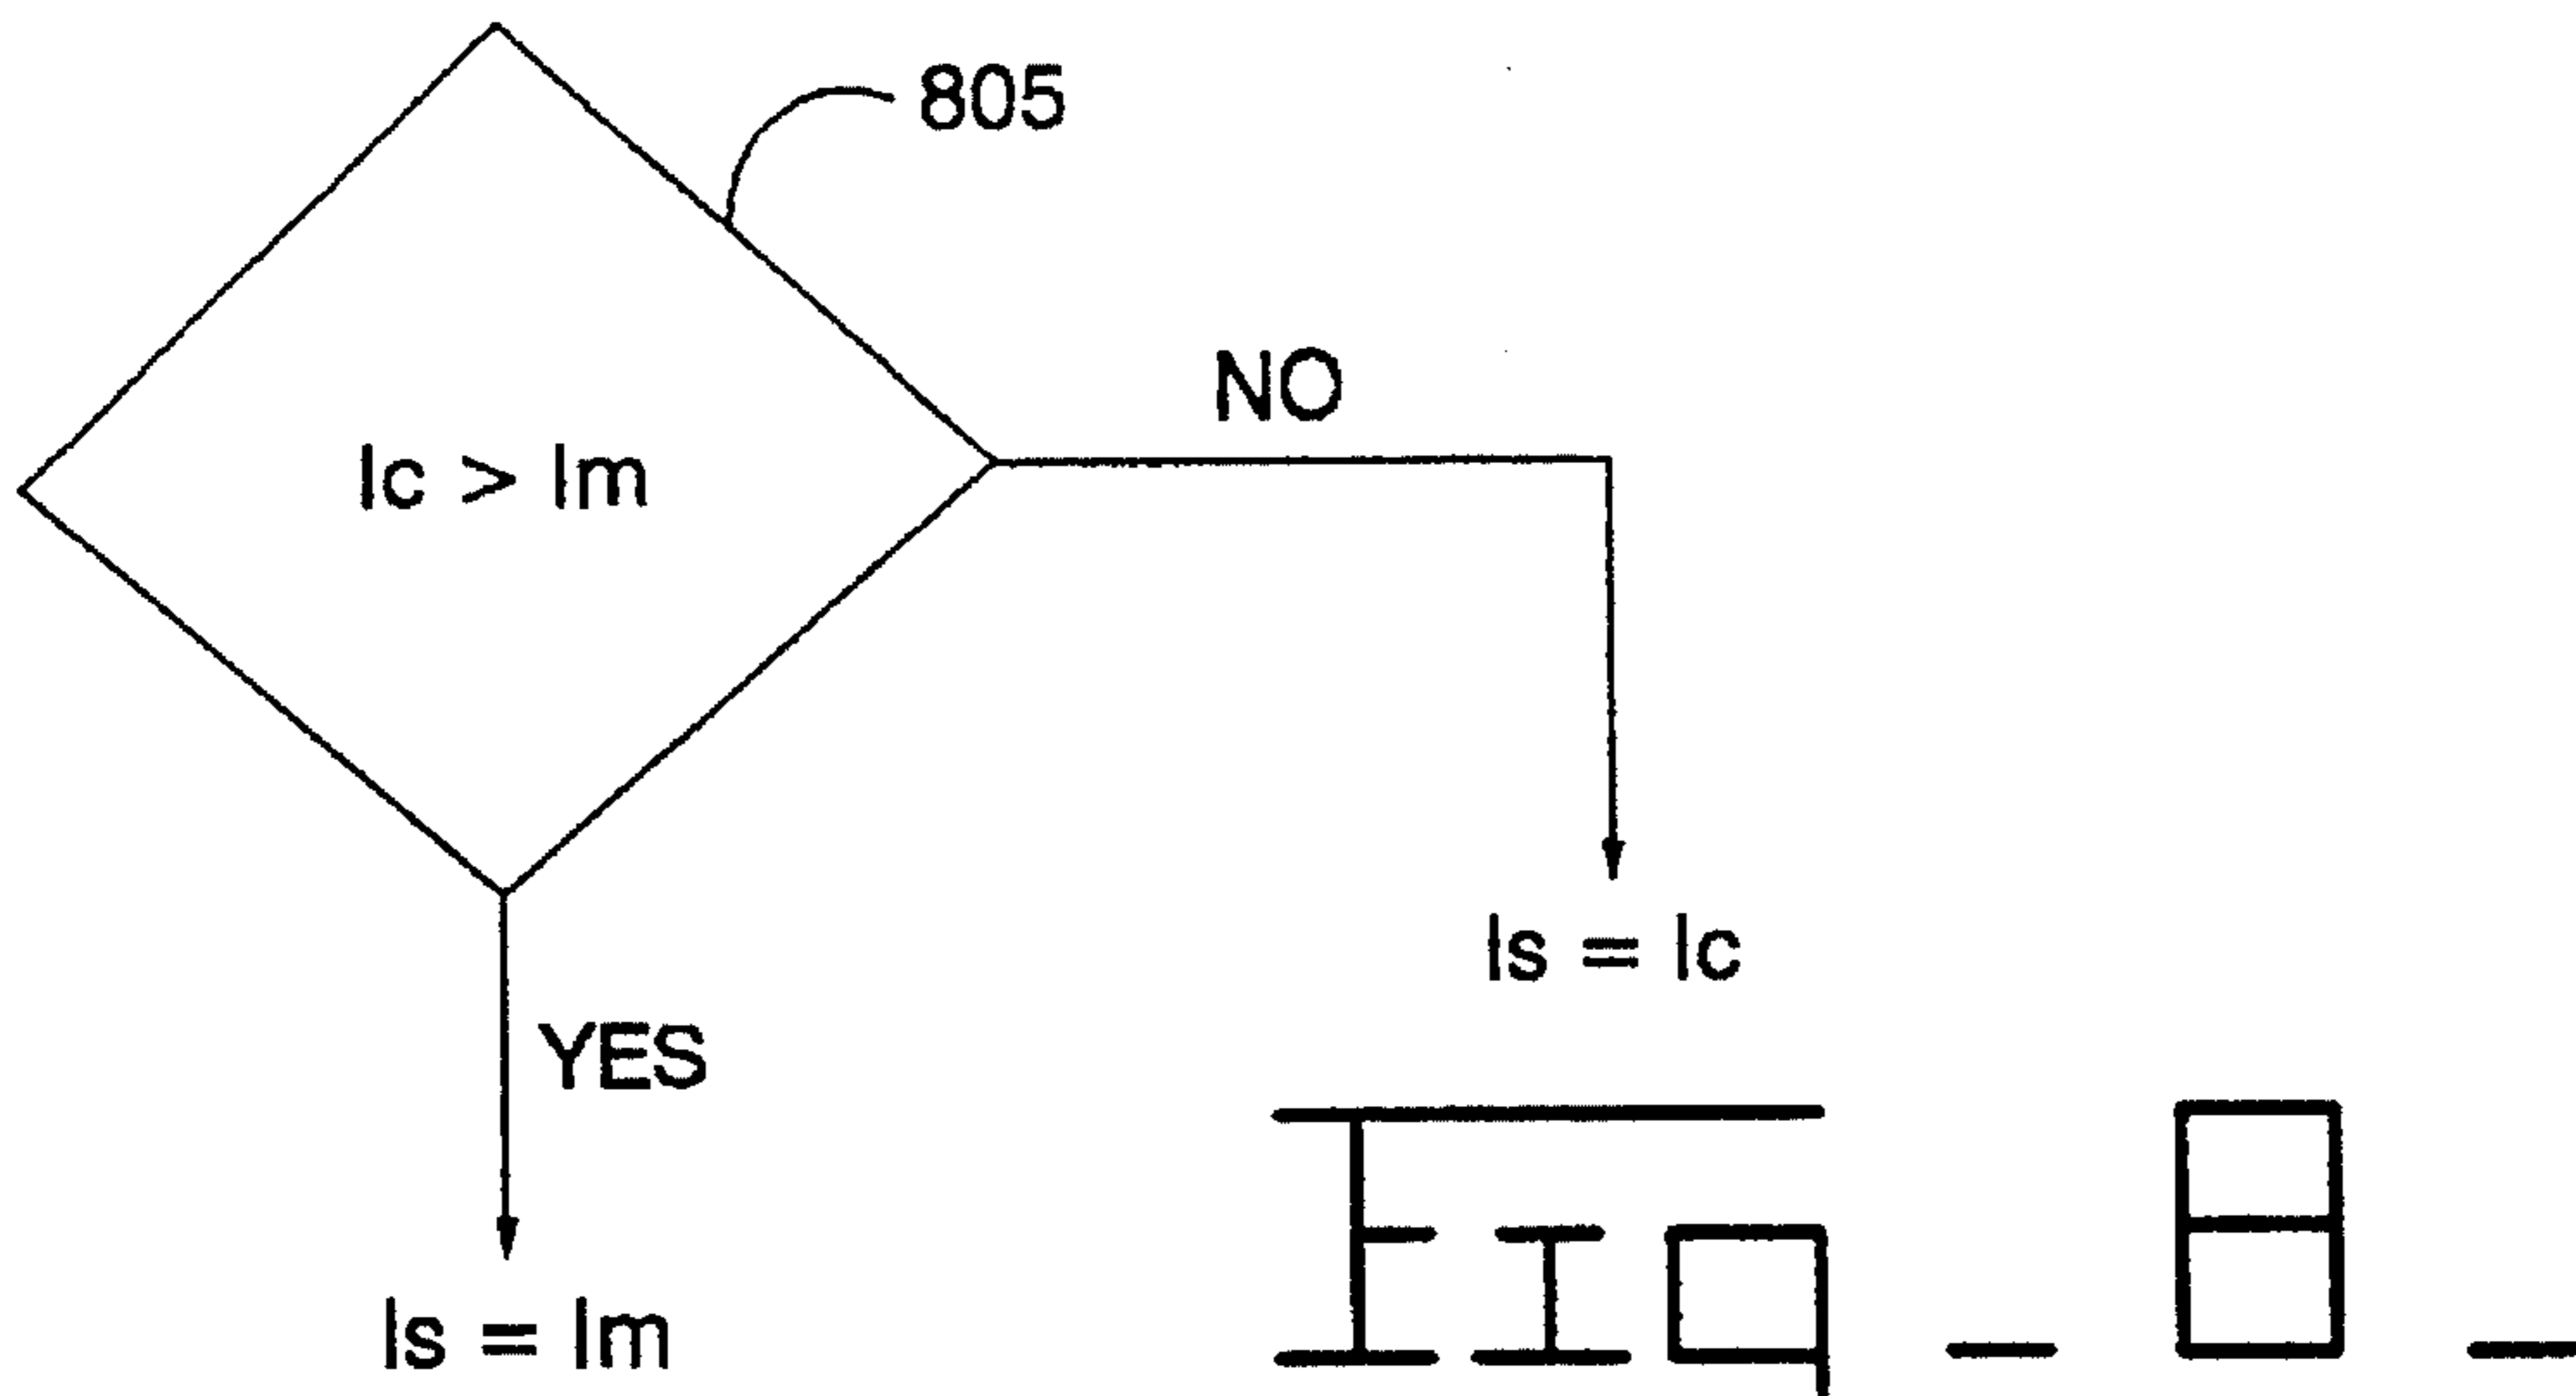 805
NO
Ic > Im
Is = Ic
YES
Is = Im
Fig. 8.